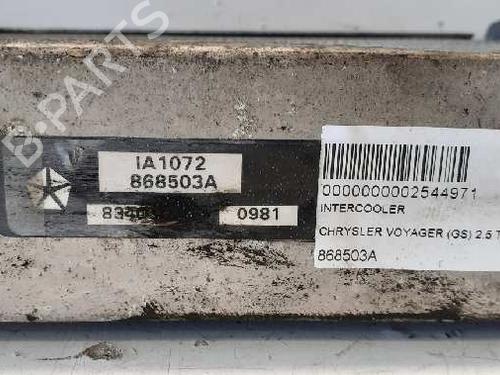 B-PARTS
IA1072
868503A
0981
0000000002544971
INTERCOOLER
CHRYSLER VOYAGER (GS) 2.5 T
868503A